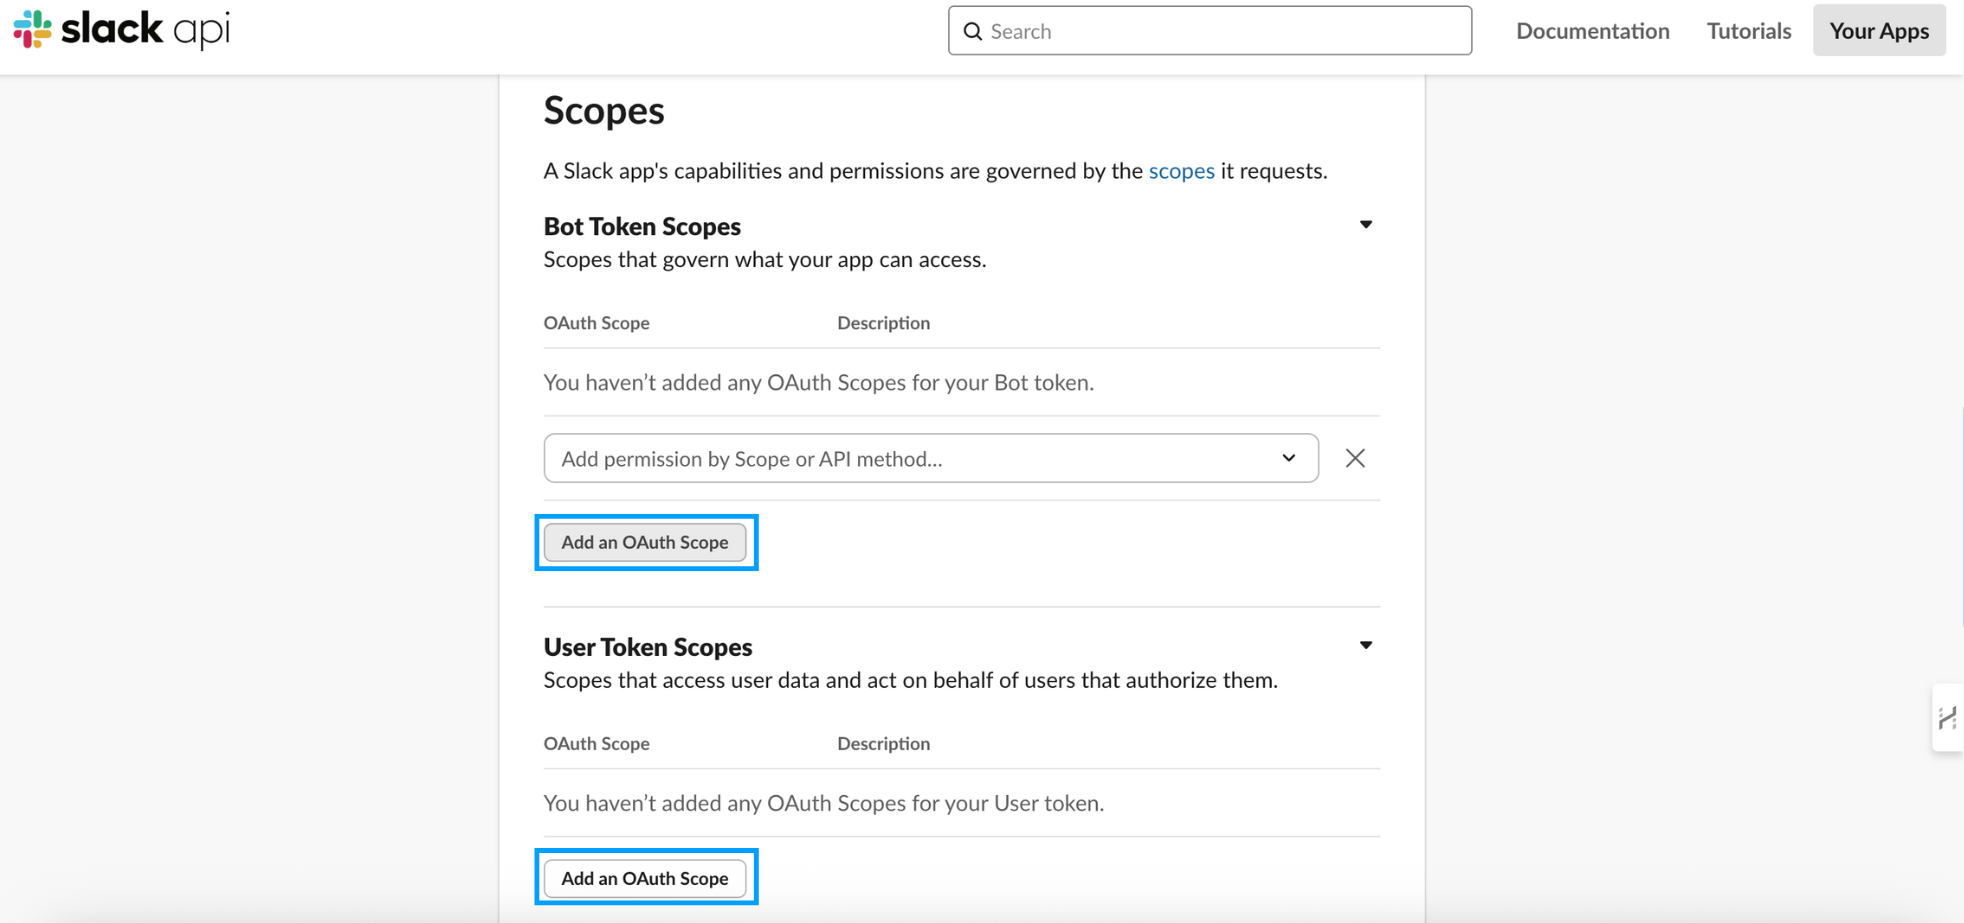 slack api
Search
Documentation
Tutorials
Your Apps
Scopes
A Slack app's capabilities and permissions are governed by the scopes it requests.
Bot Token Scopes
Scopes that govern what your app can access.
OAuth Scope
Description
You haven’t added any OAuth Scopes for your Bot token.
Add permission by Scope or API method...
Add an OAuth Scope
User Token Scopes
Scopes that access user data and act on behalf of users that authorize them.
OAuth Scope
Description
You haven’t added any OAuth Scopes for your User token.
Add an OAuth Scope